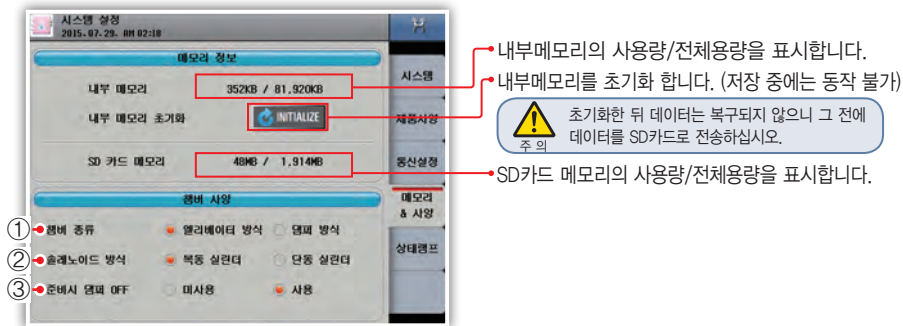 시스템 설정
2015.07.29. AM 02:18
메모리 정보
내부 메모리 352KB / 81,920KB
내부 메모리 초기화 INITIALIZE
SD 카드 메모리 48MB / 1,914MB
챔버 사양
① 챔버 종류 엘리베이터 방식 댐퍼 방식
② 솔레노이드 방식 복동 실린더 단동 실린더
③ 준비시 댐퍼 OFF 미사용 사용
시스템
제품사양
통신설정
메모리
& 사양
상태램프
내부메모리의 사용량/전체용량을 표시합니다.
내부메모리를 초기화 합니다. (저장 중에는 동작 불가)
주 의
초기화한 뒤 데이터는 복구되지 않으니 그 전에
데이터를 SD카드로 전송하십시오.
SD카드 메모리의 사용량/전체용량을 표시합니다.